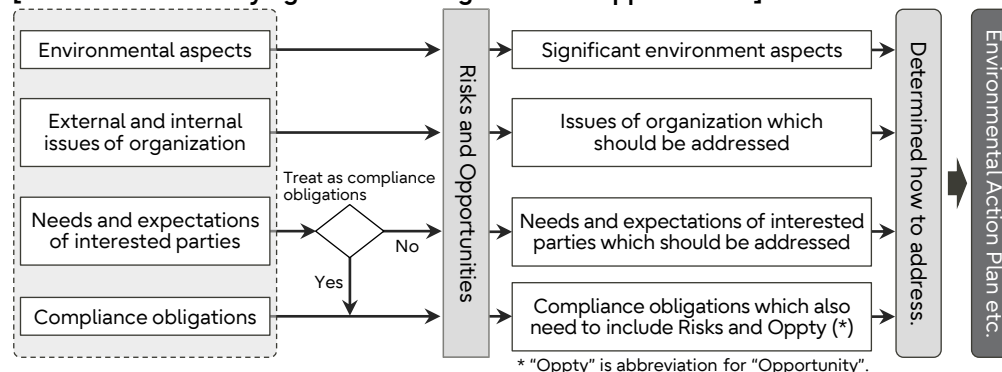 Environmental aspects
External and internal
issues of organization
Needs and expectations
of interested parties
Compliance obligations
Treat as compliance
obligations
No
Yes
Risks and Opportunities
Significant environment aspects
Issues of organization which
should be addressed
Needs and expectations of interested
parties which should be addressed
Compliance obligations which also
need to include Risks and Oppty (*)
* “Oppty” is abbreviation for “Opportunity”.
Determined how to address.
Environmental Action Plan etc.